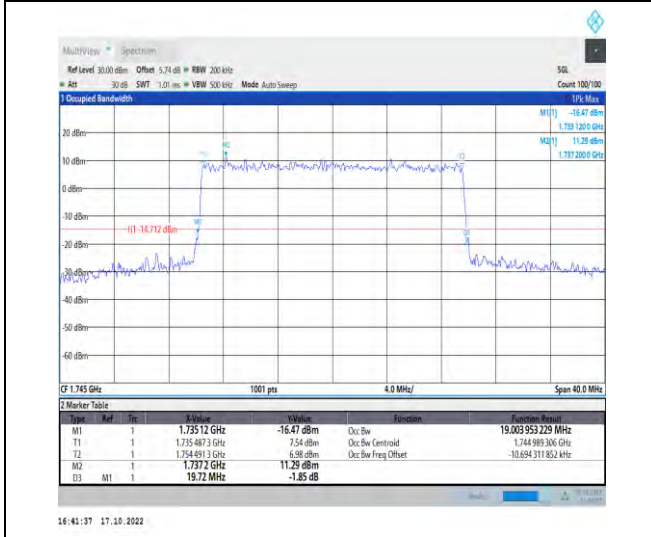 MultiView Spectrum
Ref Level 30.00 dBm Offset 5.74 dB RBW 200 kHz SGL
Att 30 dB SWT 1.01 ms VBW 500 kHz Mode Auto Sweep Count 100/100
1 Occupied Bandwidth 1Pk Max
M1[1] -16.47 dBm
1.735 120 0 GHz
M2[1] 11.29 dBm
1.737 200 0 GHz
20 dBm
M2
10 dBm
0 dBm
-10 dBm
H1 -14.712 dBm
-20 dBm
-30 dBm
-40 dBm
-50 dBm
-60 dBm
CF 1.745 GHz 1001 pts 4.0 MHz/ Span 40.0 MHz
2 Marker Table
Type Ref Trc X-Value Y-Value Function Function Result
M1 1 1.735 12 GHz -16.47 dBm Occ Bw 19.003 953 229 MHz
T1 1 1.735 487 3 GHz 7.54 dBm Occ Bw Centroid 1.744 989 306 GHz
T2 1 1.754 491 3 GHz 6.98 dBm Occ Bw Freq Offset -10.694 311 852 kHz
M2 1 1.737 2 GHz 11.29 dBm
D3 M1 1 19.72 MHz -1.85 dB
16:41:37 17.10.2022